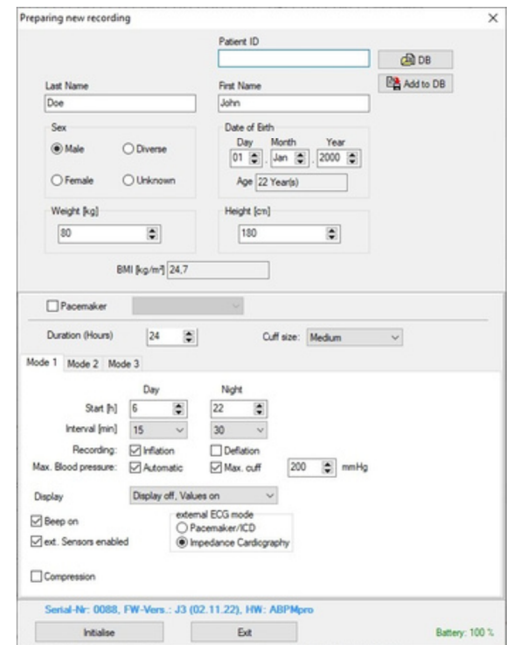 Preparing new recording
Patient ID
DB
Last Name First Name Add to DB
Doe John
Sex Date of Birth
Male Diverse Day Month Year
01 . Jan . 2000
Female Unknown Age 22 Year(s)
Weight [kg] Height [cm]
80 180
BMI [kg/m²] 24,7
Pacemaker
Duration (Hours) 24 Cuff size: Medium
Mode 1 Mode 2 Mode 3
Day Night
Start [h] 6 22
Interval [min] 15 30
Recording: Inflation Deflation
Max. Blood pressure: Automatic Max. cuff 200 mmHg
Display Display off, Values on
Beep on external ECG mode
Pacemaker/ICD
ext. Sensors enabled Impedance Cardiography
Compression
Serial-Nr: 0088, FW-Vers.: J3 (02.11.22), HW: ABPMpro
Initialise Exit Battery: 100 %